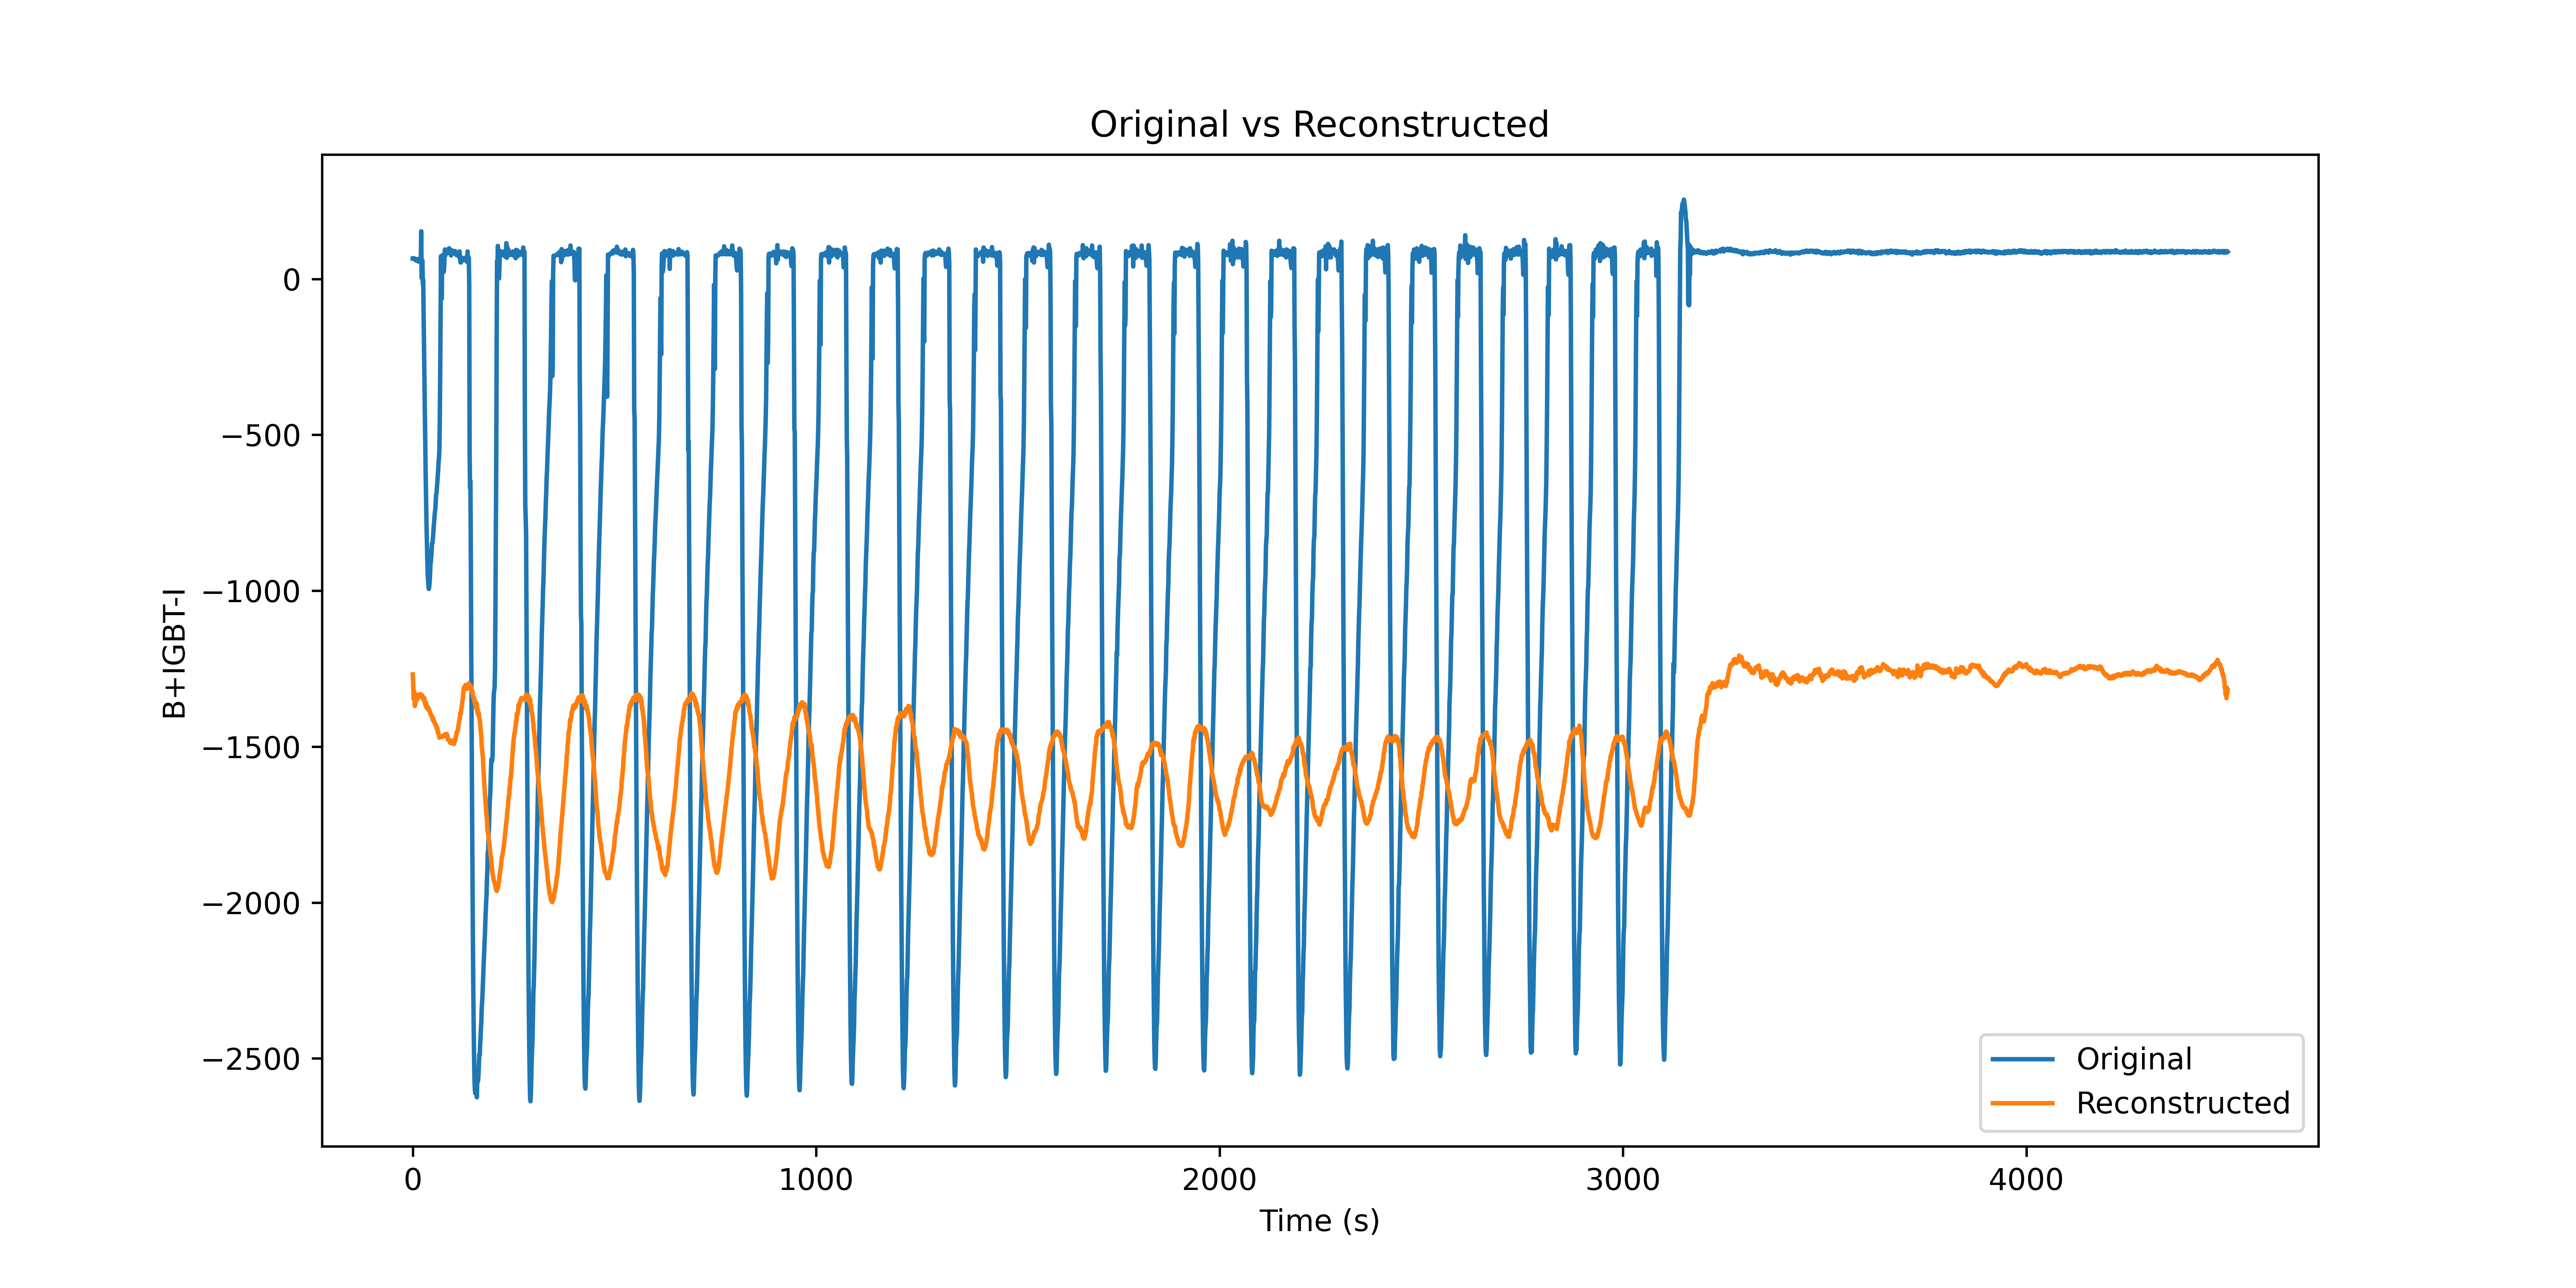 Original vs Reconstructed
B+IGBT-I
0
−500
−1000
−1500
−2000
−2500
0 1000 2000 3000 4000
Time (s)
Original
Reconstructed